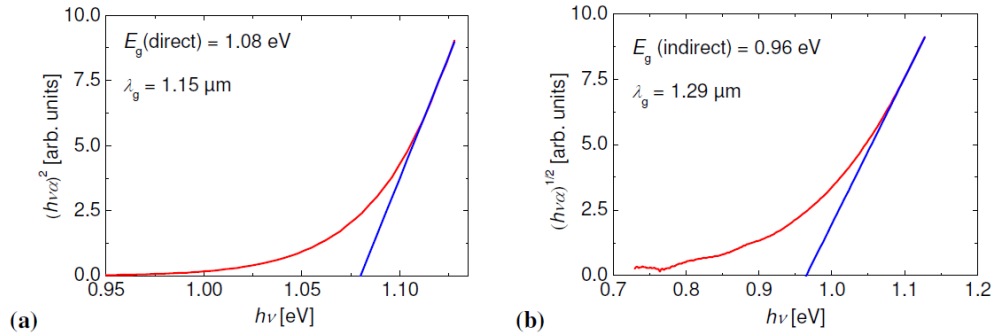 10.0
7.5
5.0
2.5
0.0
(hνα)²[arb. units]
E_g(direct) = 1.08 eV
λ_g = 1.15 µm
0.95 1.00 1.05 1.10
hν [eV]
(a)
10.0
7.5
5.0
2.5
0.0
(hνα)^1/2 [arb. units]
E_g (indirect) = 0.96 eV
λ_g = 1.29 µm
0.7 0.8 0.9 1.0 1.1 1.2
hν [eV]
(b)